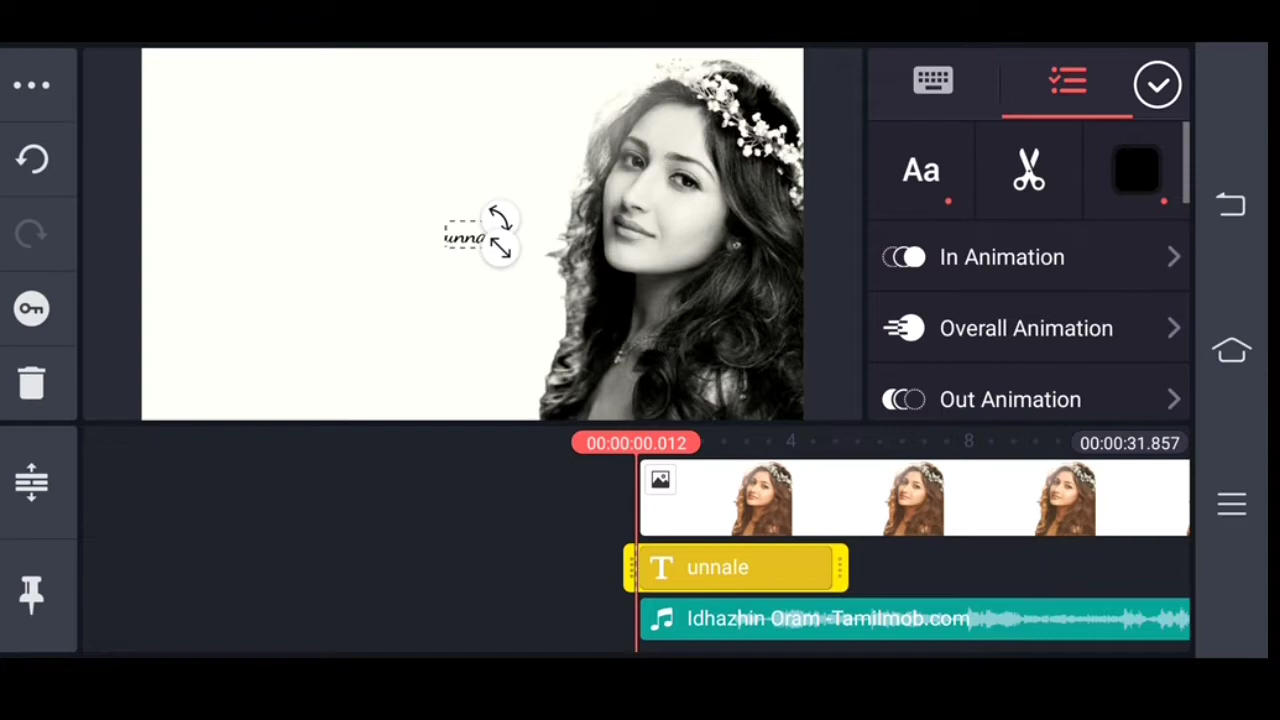 unna
Aa
In Animation
Overall Animation
Out Animation
00:00:00.012
4
8
00:00:31.857
T unnale
Idhazhin Oram -Tamilmob.com